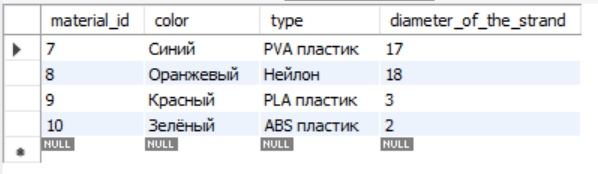 material_id color type diameter_of_the_strand
7 Синий PVA пластик 17
8 Оранжевый Нейлон 18
9 Красный PLA пластик 3
10 Зелёный ABS пластик 2
NULL NULL NULL NULL